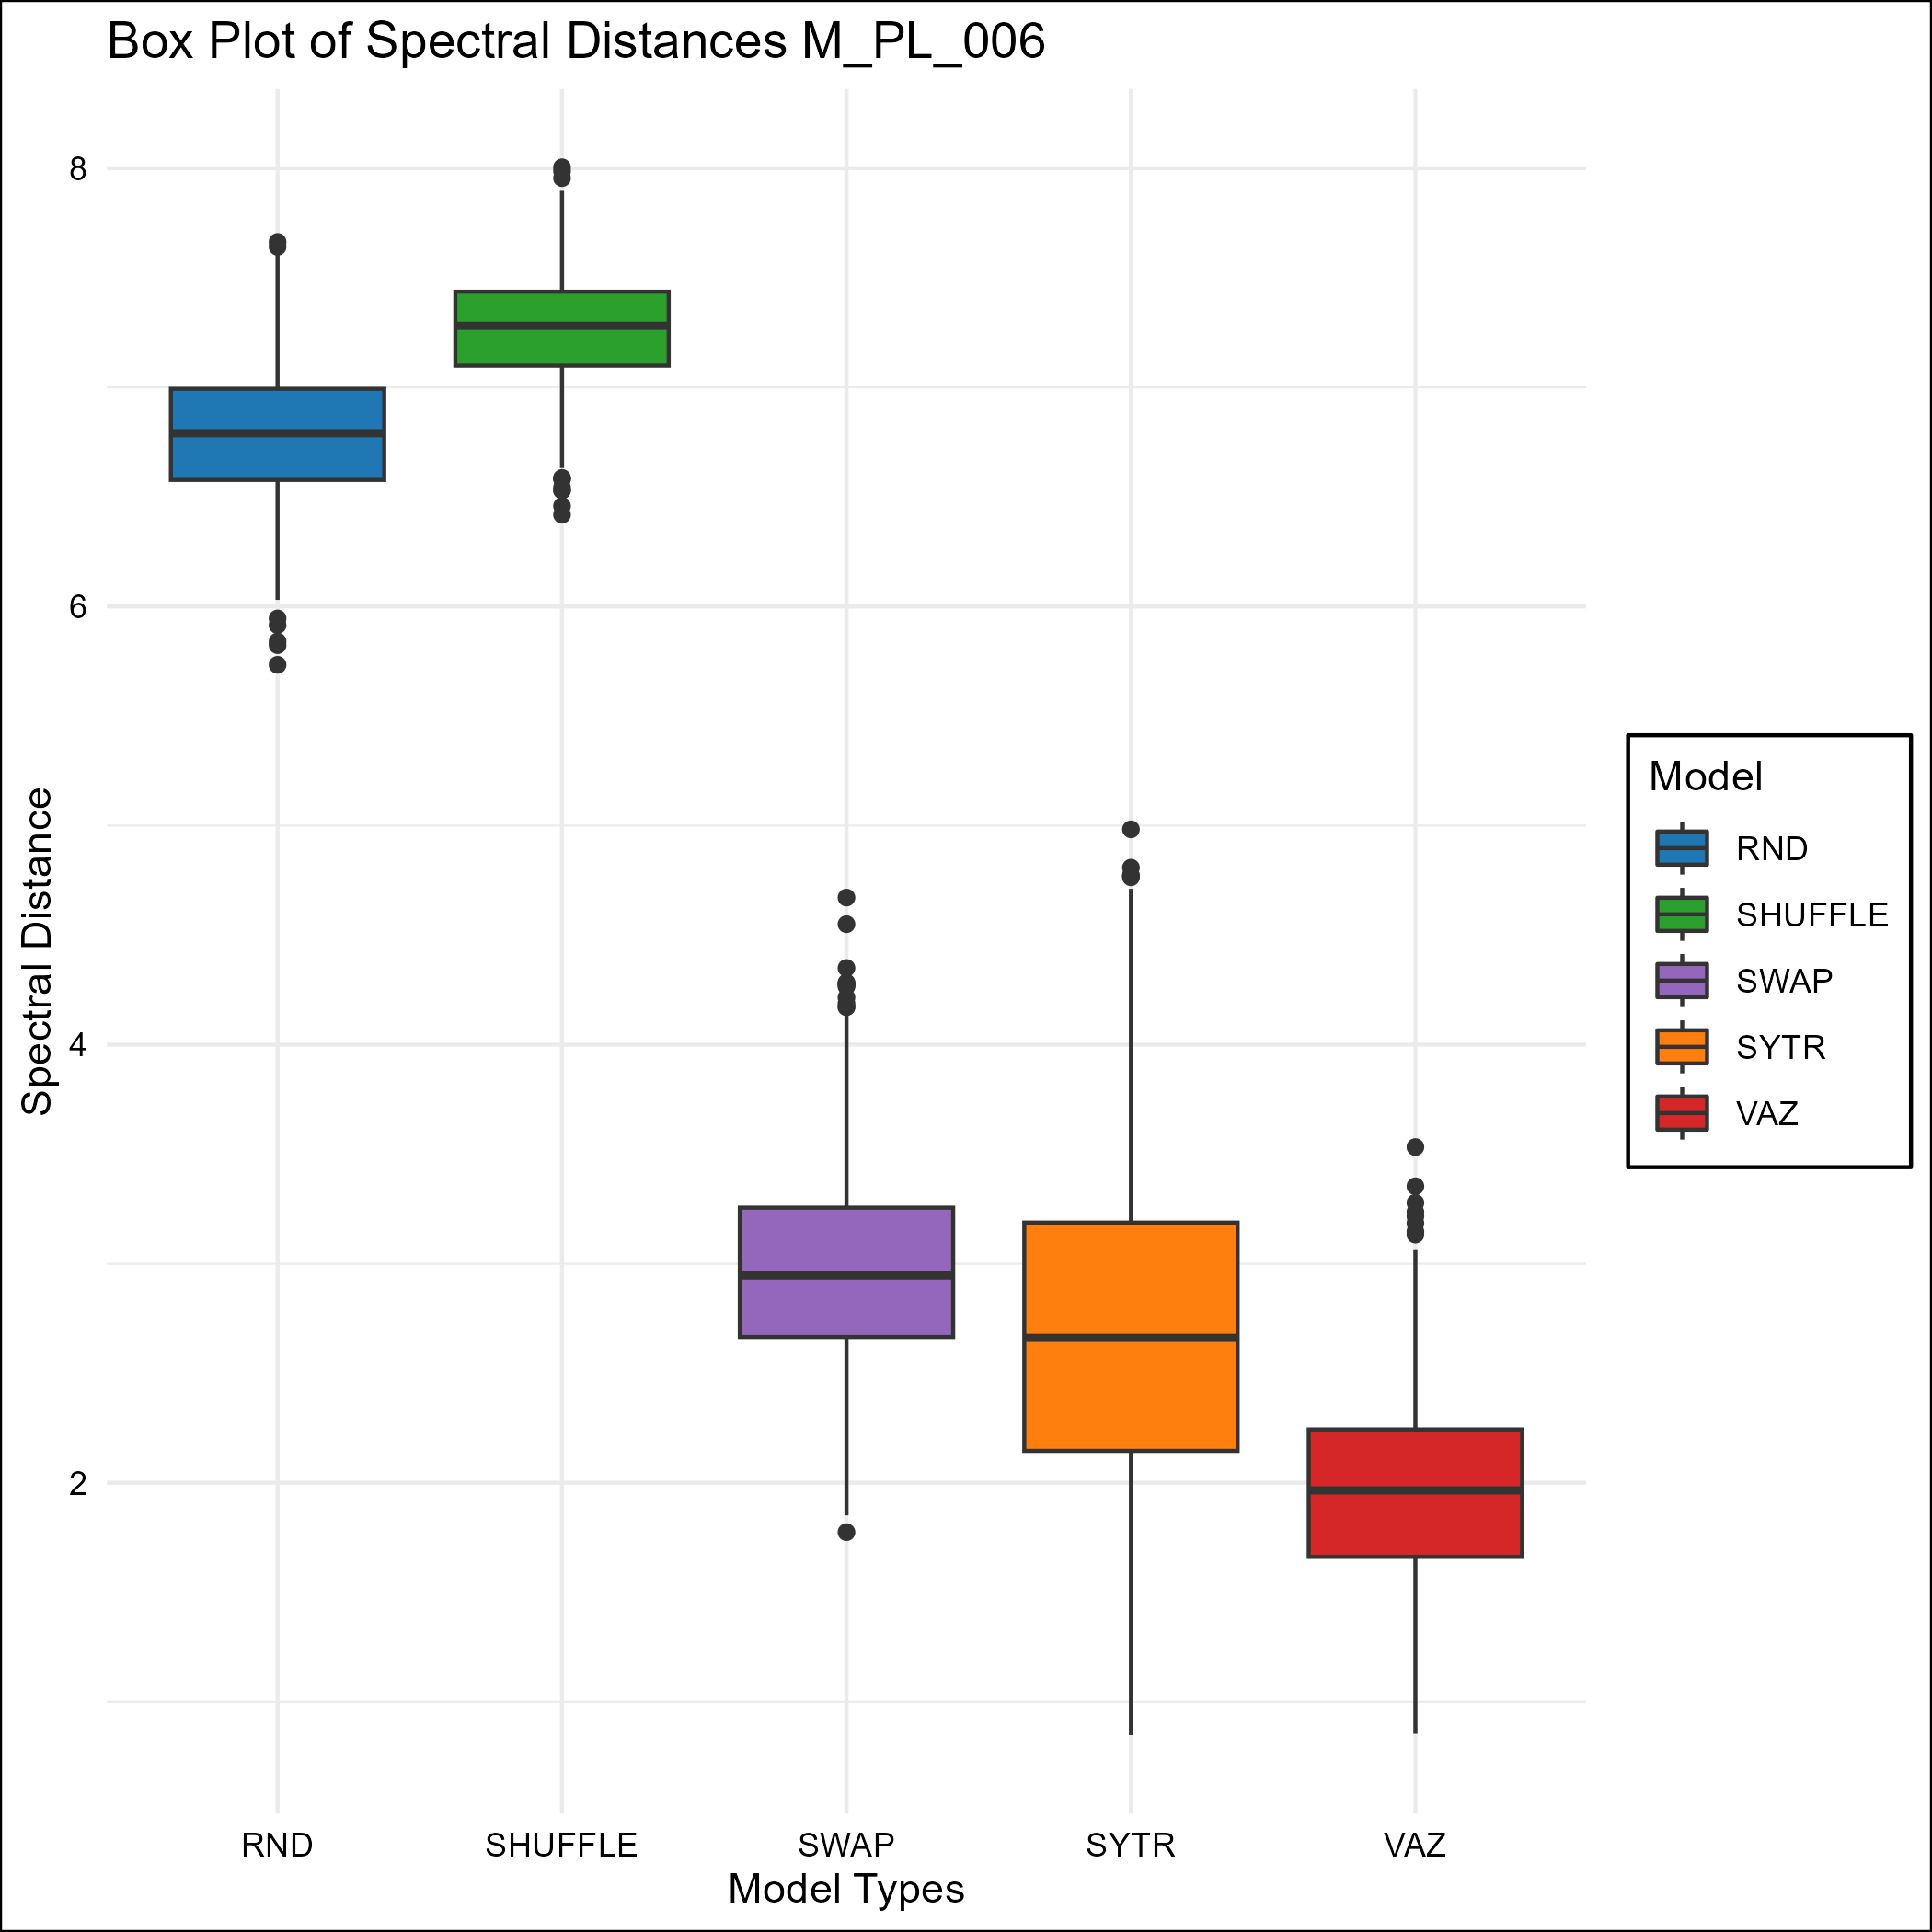 Box Plot of Spectral Distances M_PL_006
8
6
4
2
Spectral Distance
RND
SHUFFLE
SWAP
SYTR
VAZ
Model Types
Model
RND
SHUFFLE
SWAP
SYTR
VAZ